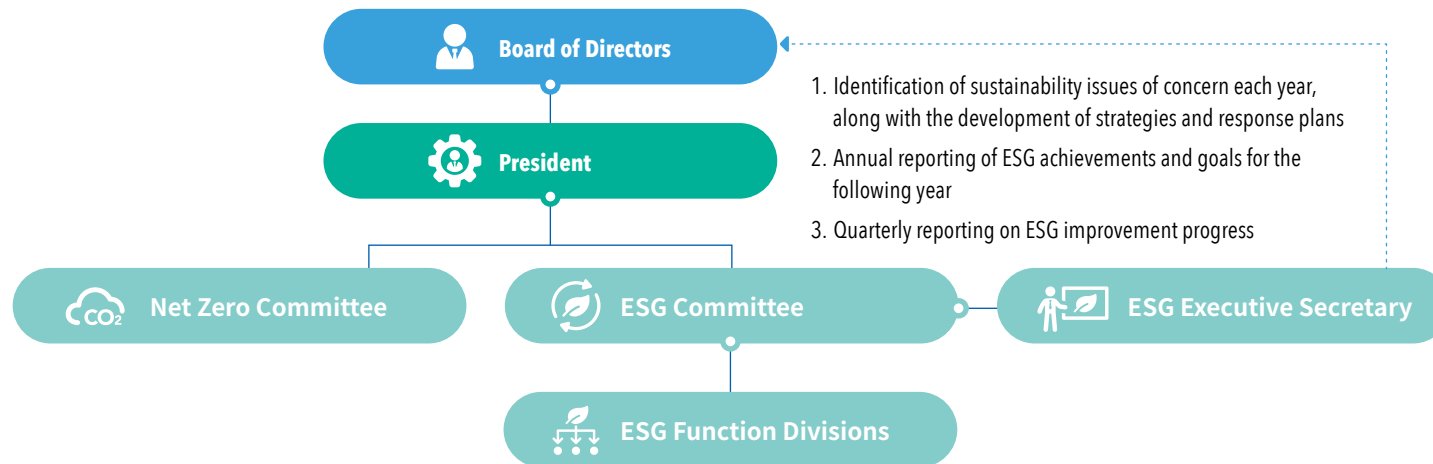 Board of Directors
1. Identification of sustainability issues of concern each year,
along with the development of strategies and response plans
President
2. Annual reporting of ESG achievements and goals for the
following year
3. Quarterly reporting on ESG improvement progress
CO2
Net Zero Committee
ESG Committee
ESG Executive Secretary
ESG Function Divisions